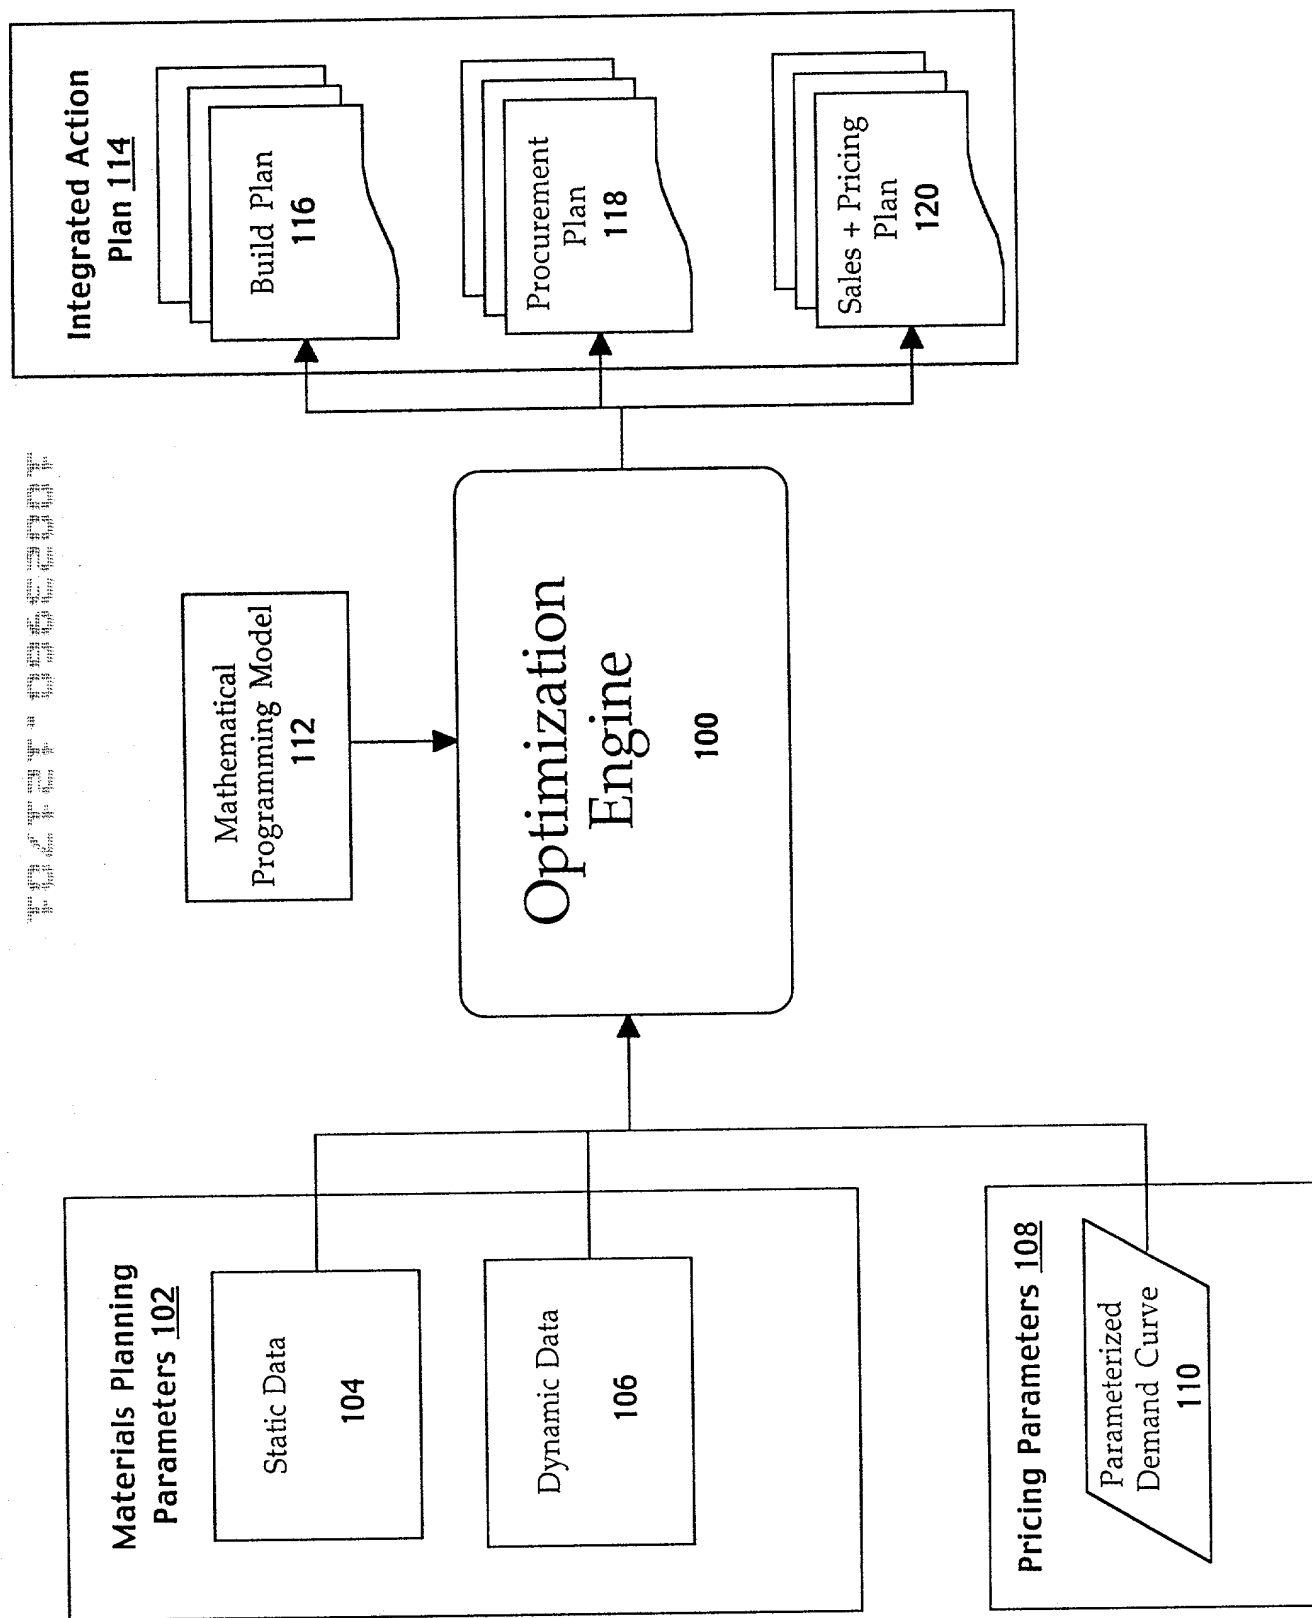 Materials Planning
Parameters 102
Static Data
104
Dynamic Data
106
Pricing Parameters 108
Parameterized
Demand Curve
110
Mathematical
Programming Model
112
Optimization
Engine
100
Integrated Action
Plan 114
Build Plan
116
Procurement
Plan
118
Sales + Pricing
Plan
120